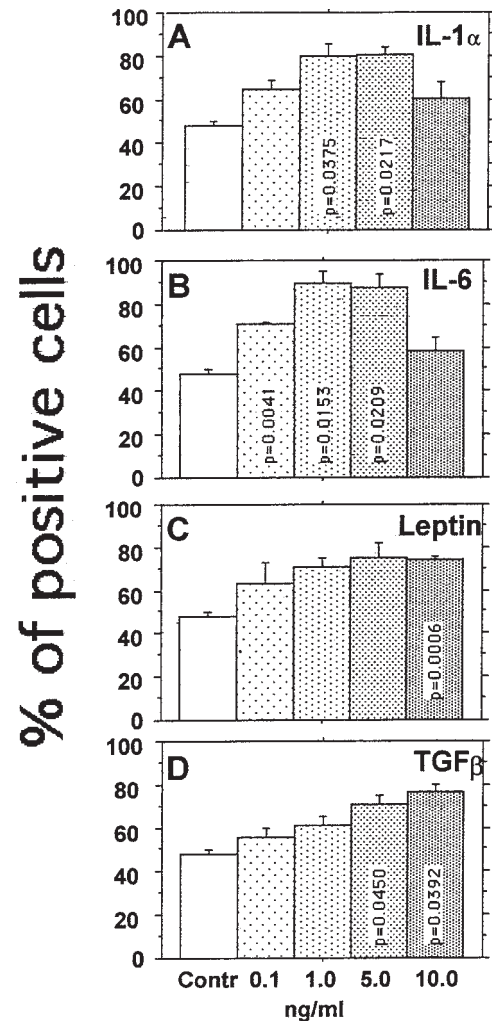 % of positive cells
A IL-1α
100
80
60
40
20
0
p=0.0375
p=0.0217
B IL-6
100
80
60
40
20
0
p=0.0041
p=0.0153
p=0.0209
C Leptin
100
80
60
40
20
0
p=0.0006
D TGFβ
100
80
60
40
20
0
p=0.0450
p=0.0392
Contr 0.1 1.0 5.0 10.0
ng/ml